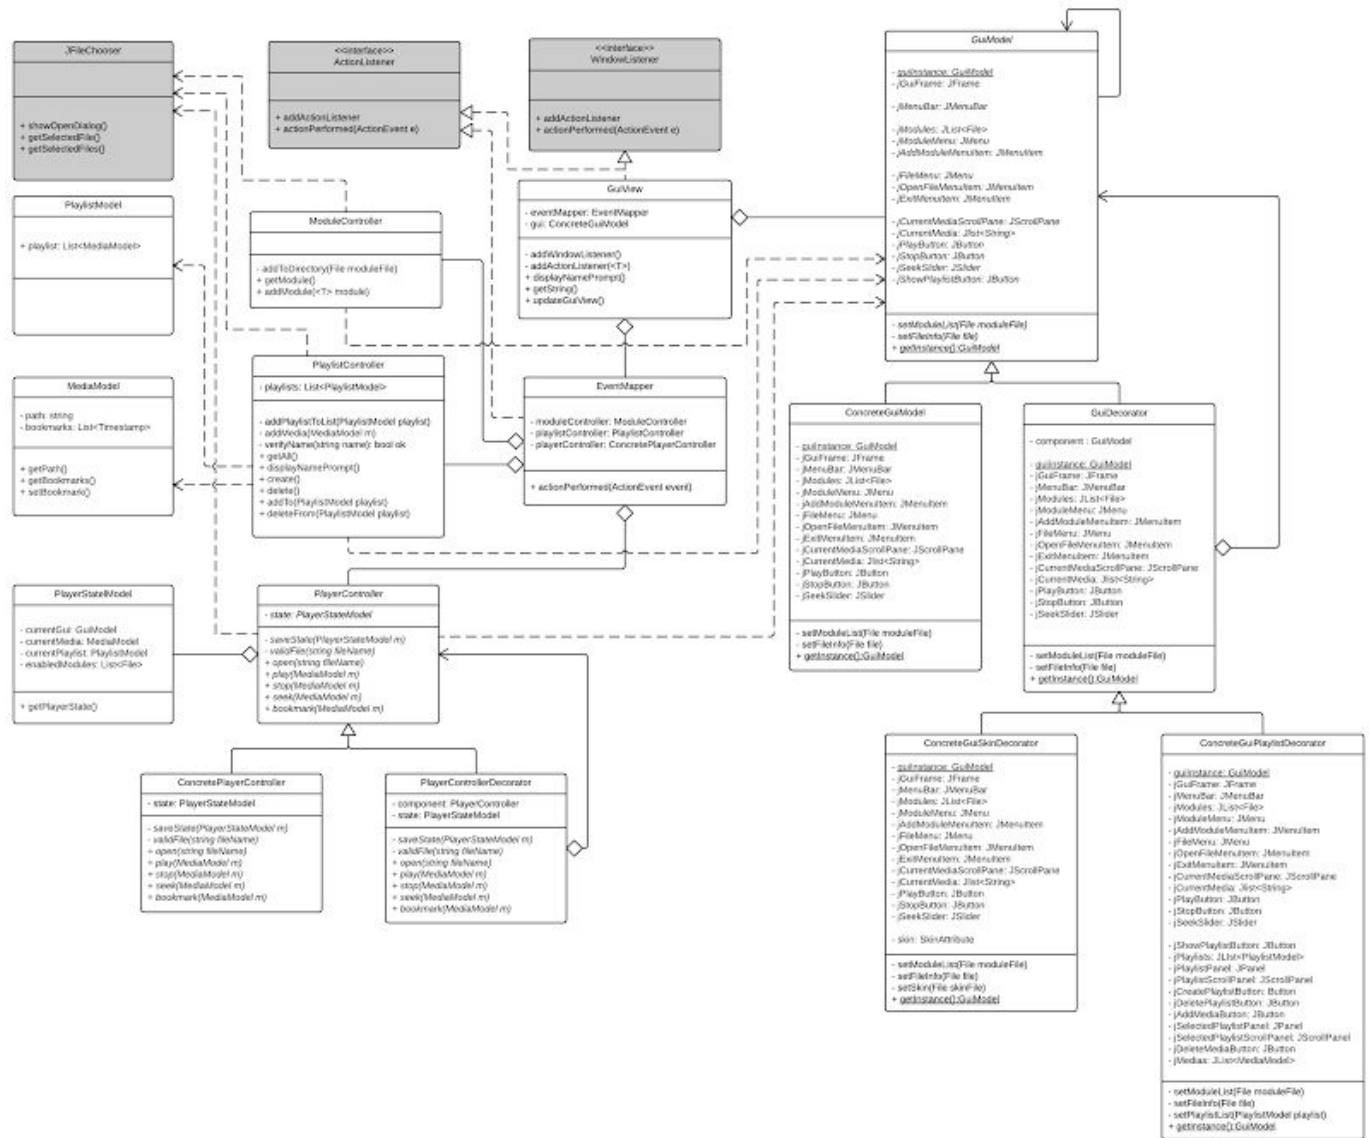 JFileChooser
+ showOpenDialog()
+ getSelectedFile()
+ getSelectedFiles()
<<interface>>
ActionListener
+ addActionListener
+ actionPerformed(ActionEvent e)
<<interface>>
WindowListener
+ addActionListener
+ actionPerformed(ActionEvent e)
GuiModel
- guiInstance: GuiModel
- jGuiFrame: JFrame
- jMenuBar: JMenuBar
- jModules: JList<File>
- jModuleMenu: JMenu
- jAddModuleMenuItem: JMenuItem
- jFileMenu: JMenu
- jOpenFileMenuItem: JMenuItem
- jExitMenuItem: JMenuItem
- jCurrentMediaScrollPane: JScrollPane
- jCurrentMedia: Jlist<String>
- jPlayButton: JButton
- jStopButton: JButton
- jSeekSlider: JSlider
- jShowPlaylistButton: JButton
- setModuleList(File moduleFile)
- setFileInfo(File file)
+ getInstance():GuiModel
PlaylistModel
+ playlist: List<MediaModel>
ModuleController
- addToDirectory(File moduleFile)
+ getModule()
+ addModule(<T> module)
GuiView
- eventMapper: EventMapper
- gui: ConcreteGuiModel
- addWindowListener()
- addActionListener(<T>)
+ displayNamePrompt()
+ getString()
+ updateGuiView()
MediaModel
- path: string
- bookmarks: List<Timestamp>
+ getPath()
+ getBookmarks()
+ setBookmark()
PlaylistController
- playlists: List<PlaylistModel>
- addPlaylistToList(PlaylistModel playlist)
- addMedia(MediaModel m)
- verifyName(string name): bool ok
+ getAll()
+ displayNamePrompt()
+ create()
+ delete()
+ addTo(PlaylistModel playlist)
+ deleteFrom(PlaylistModel playlist)
EventMapper
- moduleController: ModuleController
- playlistController: PlaylistController
- playerController: ConcretePlayerController
+ actionPerformed(ActionEvent event)
ConcreteGuiModel
- guiInstance: GuiModel
- jGuiFrame: JFrame
- jMenuBar: JMenuBar
- jModules: JList<File>
- jModuleMenu: JMenu
- jAddModuleMenuItem: JMenuItem
- jFileMenu: JMenu
- jOpenFileMenuItem: JMenuItem
- jExitMenuItem: JMenuItem
- jCurrentMediaScrollPane: JScrollPane
- jCurrentMedia: Jlist<String>
- jPlayButton: JButton
- jStopButton: JButton
- jSeekSlider: JSlider
- setModuleList(File moduleFile)
- setFileInfo(File file)
+ getInstance():GuiModel
GuiDecorator
- component : GuiModel
- guiInstance: GuiModel
- jGuiFrame: JFrame
- jMenuBar: JMenuBar
- jModules: JList<File>
- jModuleMenu: JMenu
- jAddModuleMenuItem: JMenuItem
- jFileMenu: JMenu
- jOpenFileMenuItem: JMenuItem
- jExitMenuItem: JMenuItem
- jCurrentMediaScrollPane: JScrollPane
- jCurrentMedia: Jlist<String>
- jPlayButton: JButton
- jStopButton: JButton
- jSeekSlider: JSlider
- setModuleList(File moduleFile)
- setFileInfo(File file)
+ getInstance():GuiModel
PlayerStatelModel
- currentGui: GuiModel
- currentMedia: MediaModel
- currentPlaylist: PlaylistModel
- enabledModules: List<File>
+ getPlayerState()
PlayerController
- state: PlayerStateModel
- saveState(PlayerStateModel m)
- validFile(string fileName)
+ open(string fileName)
+ play(MediaModel m)
+ stop(MediaModel m)
+ seek(MediaModel m)
+ bookmark(MediaModel m)
ConcretePlayerController
- state: PlayerStateModel
- saveState(PlayerStateModel m)
- validFile(string fileName)
+ open(string fileName)
+ play(MediaModel m)
+ stop(MediaModel m)
+ seek(MediaModel m)
+ bookmark(MediaModel m)
PlayerControllerDecorator
- component: PlayerController
- state: PlayerStateModel
- saveState(PlayerStateModel m)
- validFile(string fileName)
+ open(string fileName)
+ play(MediaModel m)
+ stop(MediaModel m)
+ seek(MediaModel m)
+ bookmark(MediaModel m)
ConcreteGuiSkinDecorator
- guiInstance: GuiModel
- jGuiFrame: JFrame
- jMenuBar: JMenuBar
- jModules: JList<File>
- jModuleMenu: JMenu
- jAddModuleMenuItem: JMenuItem
- jFileMenu: JMenu
- jOpenFileMenuItem: JMenuItem
- jExitMenuItem: JMenuItem
- jCurrentMediaScrollPane: JScrollPane
- jCurrentMedia: Jlist<String>
- jPlayButton: JButton
- jStopButton: JButton
- jSeekSlider: JSlider
- skin: SkinAttribute
- setModuleList(File moduleFile)
- setFileInfo(File file)
- setSkin(File skinFile)
+ getInstance():GuiModel
ConcreteGuiPlaylistDecorator
- guiInstance: GuiModel
- jGuiFrame: JFrame
- jMenuBar: JMenuBar
- jModules: JList<File>
- jModuleMenu: JMenu
- jAddModuleMenuItem: JMenuItem
- jFileMenu: JMenu
- jOpenFileMenuItem: JMenuItem
- jExitMenuItem: JMenuItem
- jCurrentMediaScrollPane: JScrollPane
- jCurrentMedia: Jlist<String>
- jPlayButton: JButton
- jStopButton: JButton
- jSeekSlider: JSlider
- jShowPlaylistButton: JButton
- jPlaylists: JList<PlaylistModel>
- jPlaylistPanel: JPanel
- jPlaylistScrollPanel: JScrollPanel
- jCreatePlaylistButton: Button
- jDeletePlaylistButton: JButton
- jAddMediaButton: JButton
- jSelectedPlaylistPanel: JPanel
- jSelectedPlaylistScrollPanel: JScrollPanel
- jDeleteMediaButton: JButton
- jMedias: JList<MediaModel>
- setModuleList(File moduleFile)
- setFileInfo(File file)
- setPlaylistList(PlaylistModel playlist)
+ getInstance():GuiModel